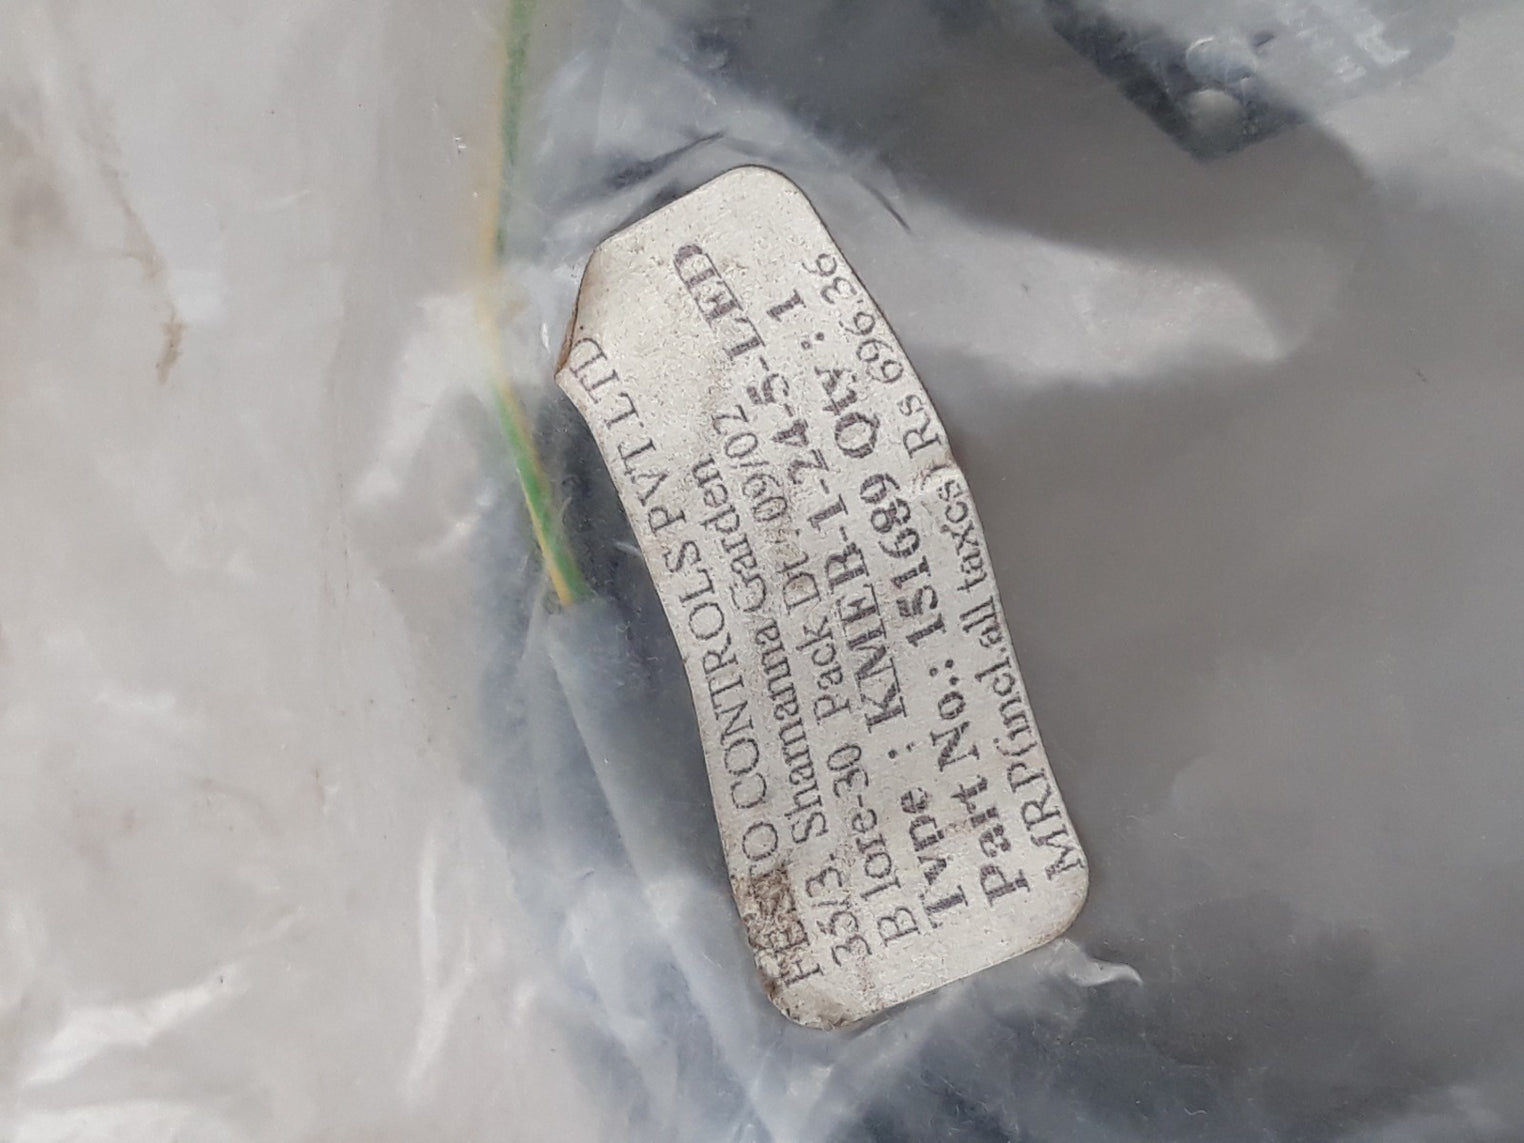 FESTO CONTROLS PVT.LTD
35/3, Shamanna Garden
B lore-30 Pack Dt : 09/07
Type : KMEB-1-24-5-LED
Part No.: 151689 Qty : 1
MRP(incl.all taxes) Rs 696.36